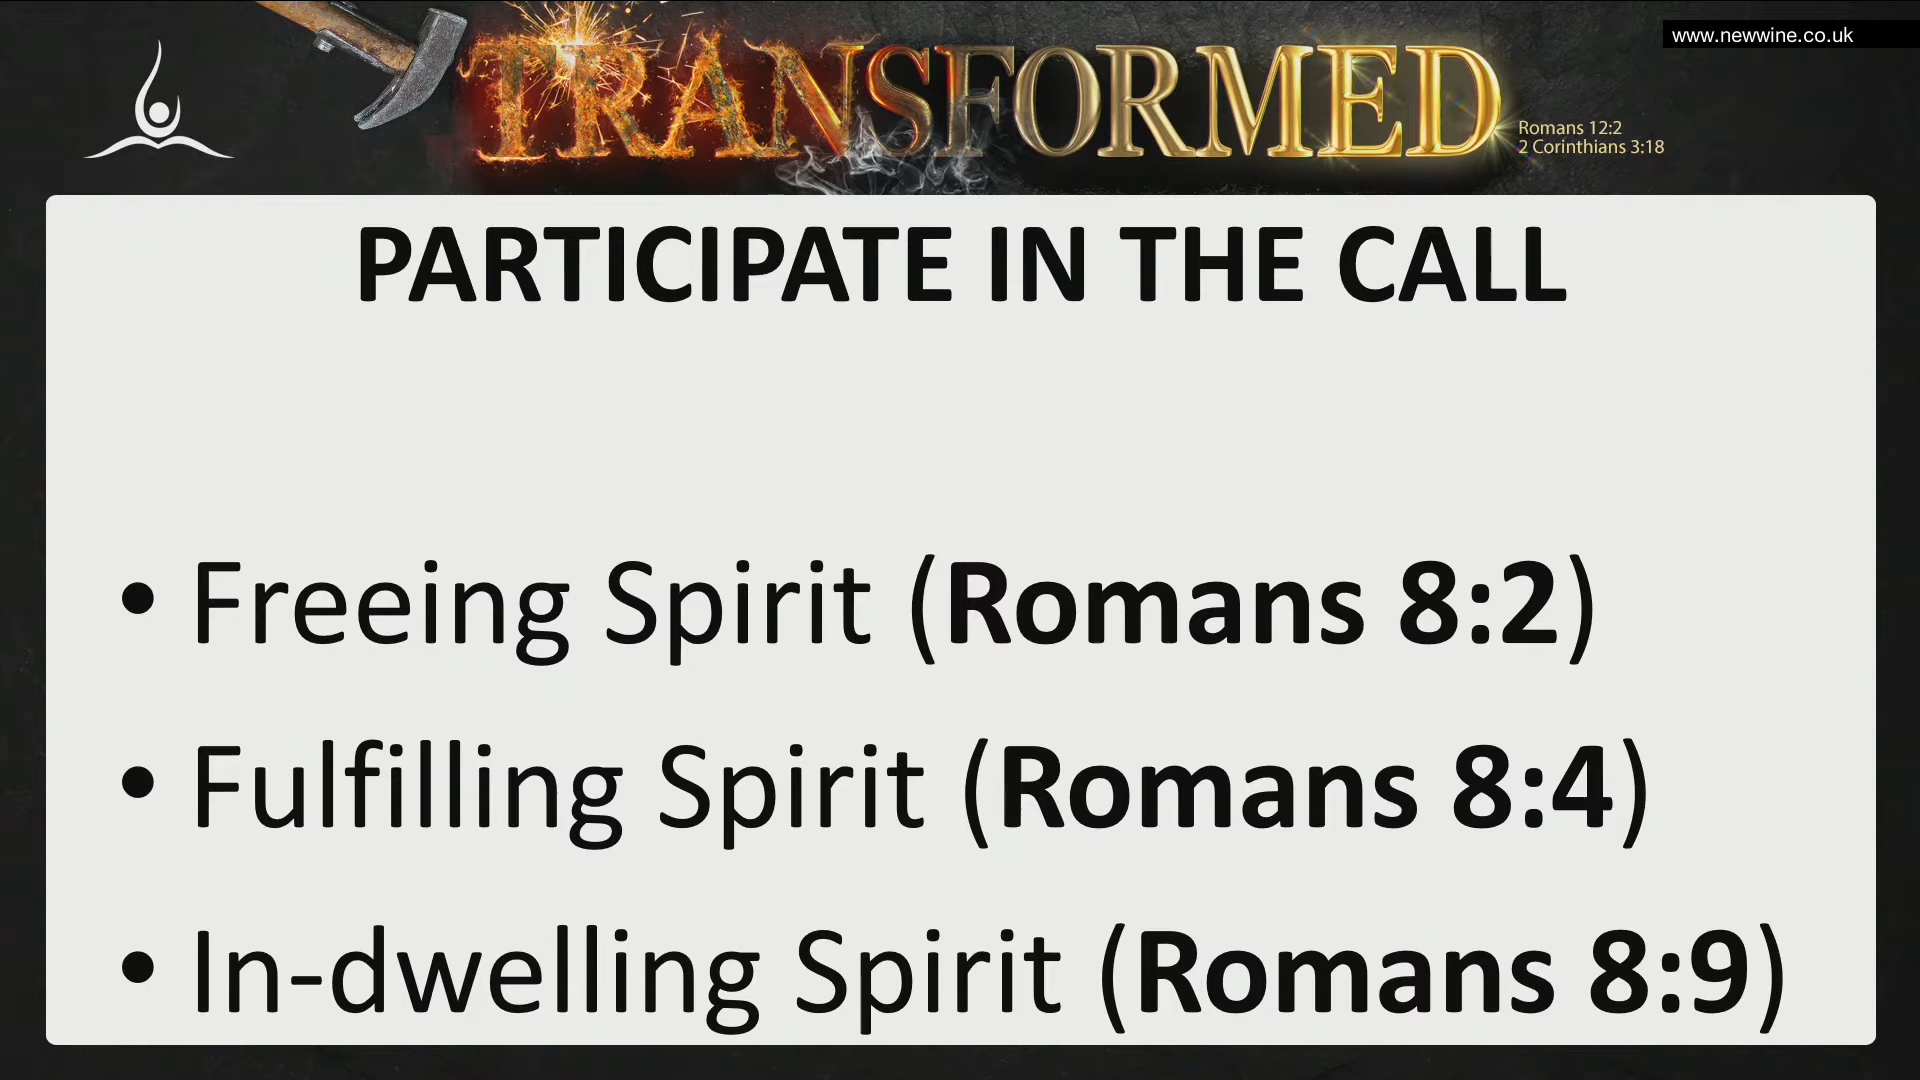 www.newwine.co.uk
TRANSFORMED
Romans 12:2
2 Corinthians 3:18
PARTICIPATE IN THE CALL
• Freeing Spirit (Romans 8:2)
• Fulfilling Spirit (Romans 8:4)
• In-dwelling Spirit (Romans 8:9)